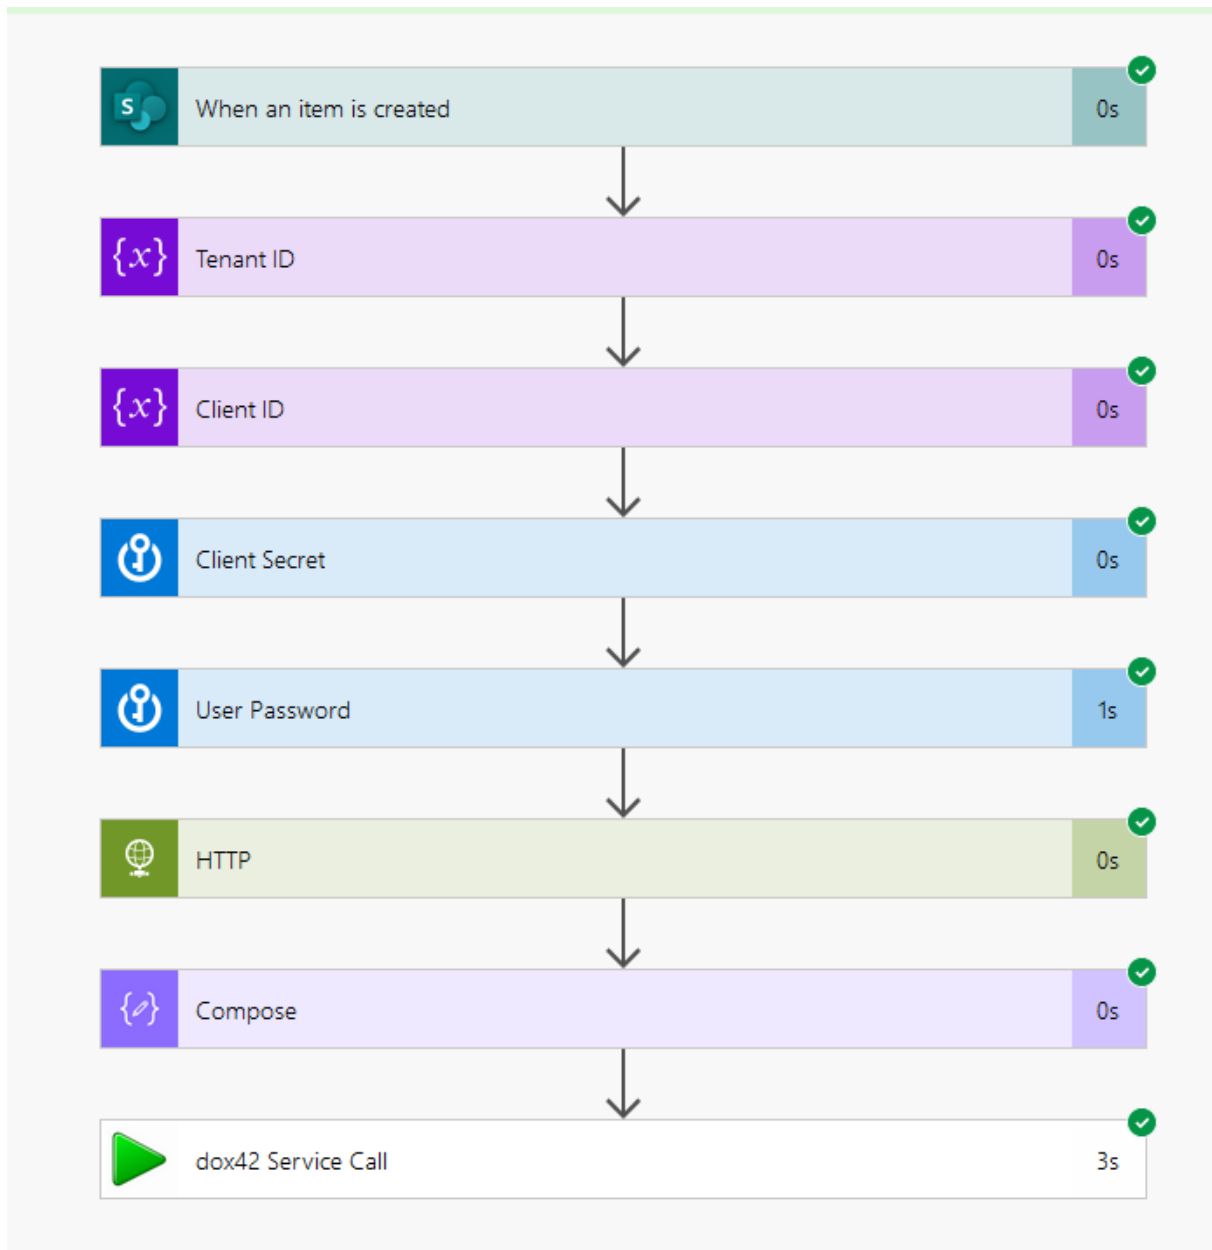 S When an item is created 0s
{x} Tenant ID 0s
{x} Client ID 0s
Client Secret 0s
User Password 1s
HTTP 0s
Compose 0s
dox42 Service Call 3s